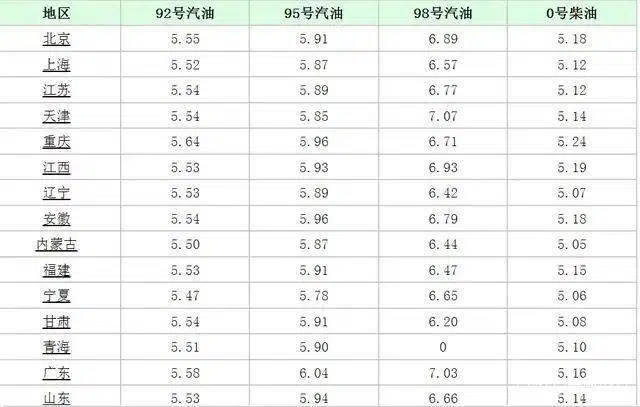 地区 92号汽油 95号汽油 98号汽油 0号柴油
北京 5.55 5.91 6.89 5.18
上海 5.52 5.87 6.57 5.12
江苏 5.54 5.89 6.77 5.12
天津 5.54 5.85 7.07 5.14
重庆 5.64 5.96 6.71 5.24
江西 5.53 5.93 6.93 5.19
辽宁 5.53 5.89 6.42 5.07
安徽 5.54 5.96 6.79 5.18
内蒙古 5.50 5.87 6.44 5.05
福建 5.53 5.91 6.47 5.15
宁夏 5.47 5.78 6.65 5.06
甘肃 5.54 5.91 6.20 5.08
青海 5.51 5.90 0 5.10
广东 5.58 6.04 7.03 5.16
山东 5.53 5.94 6.66 5.14